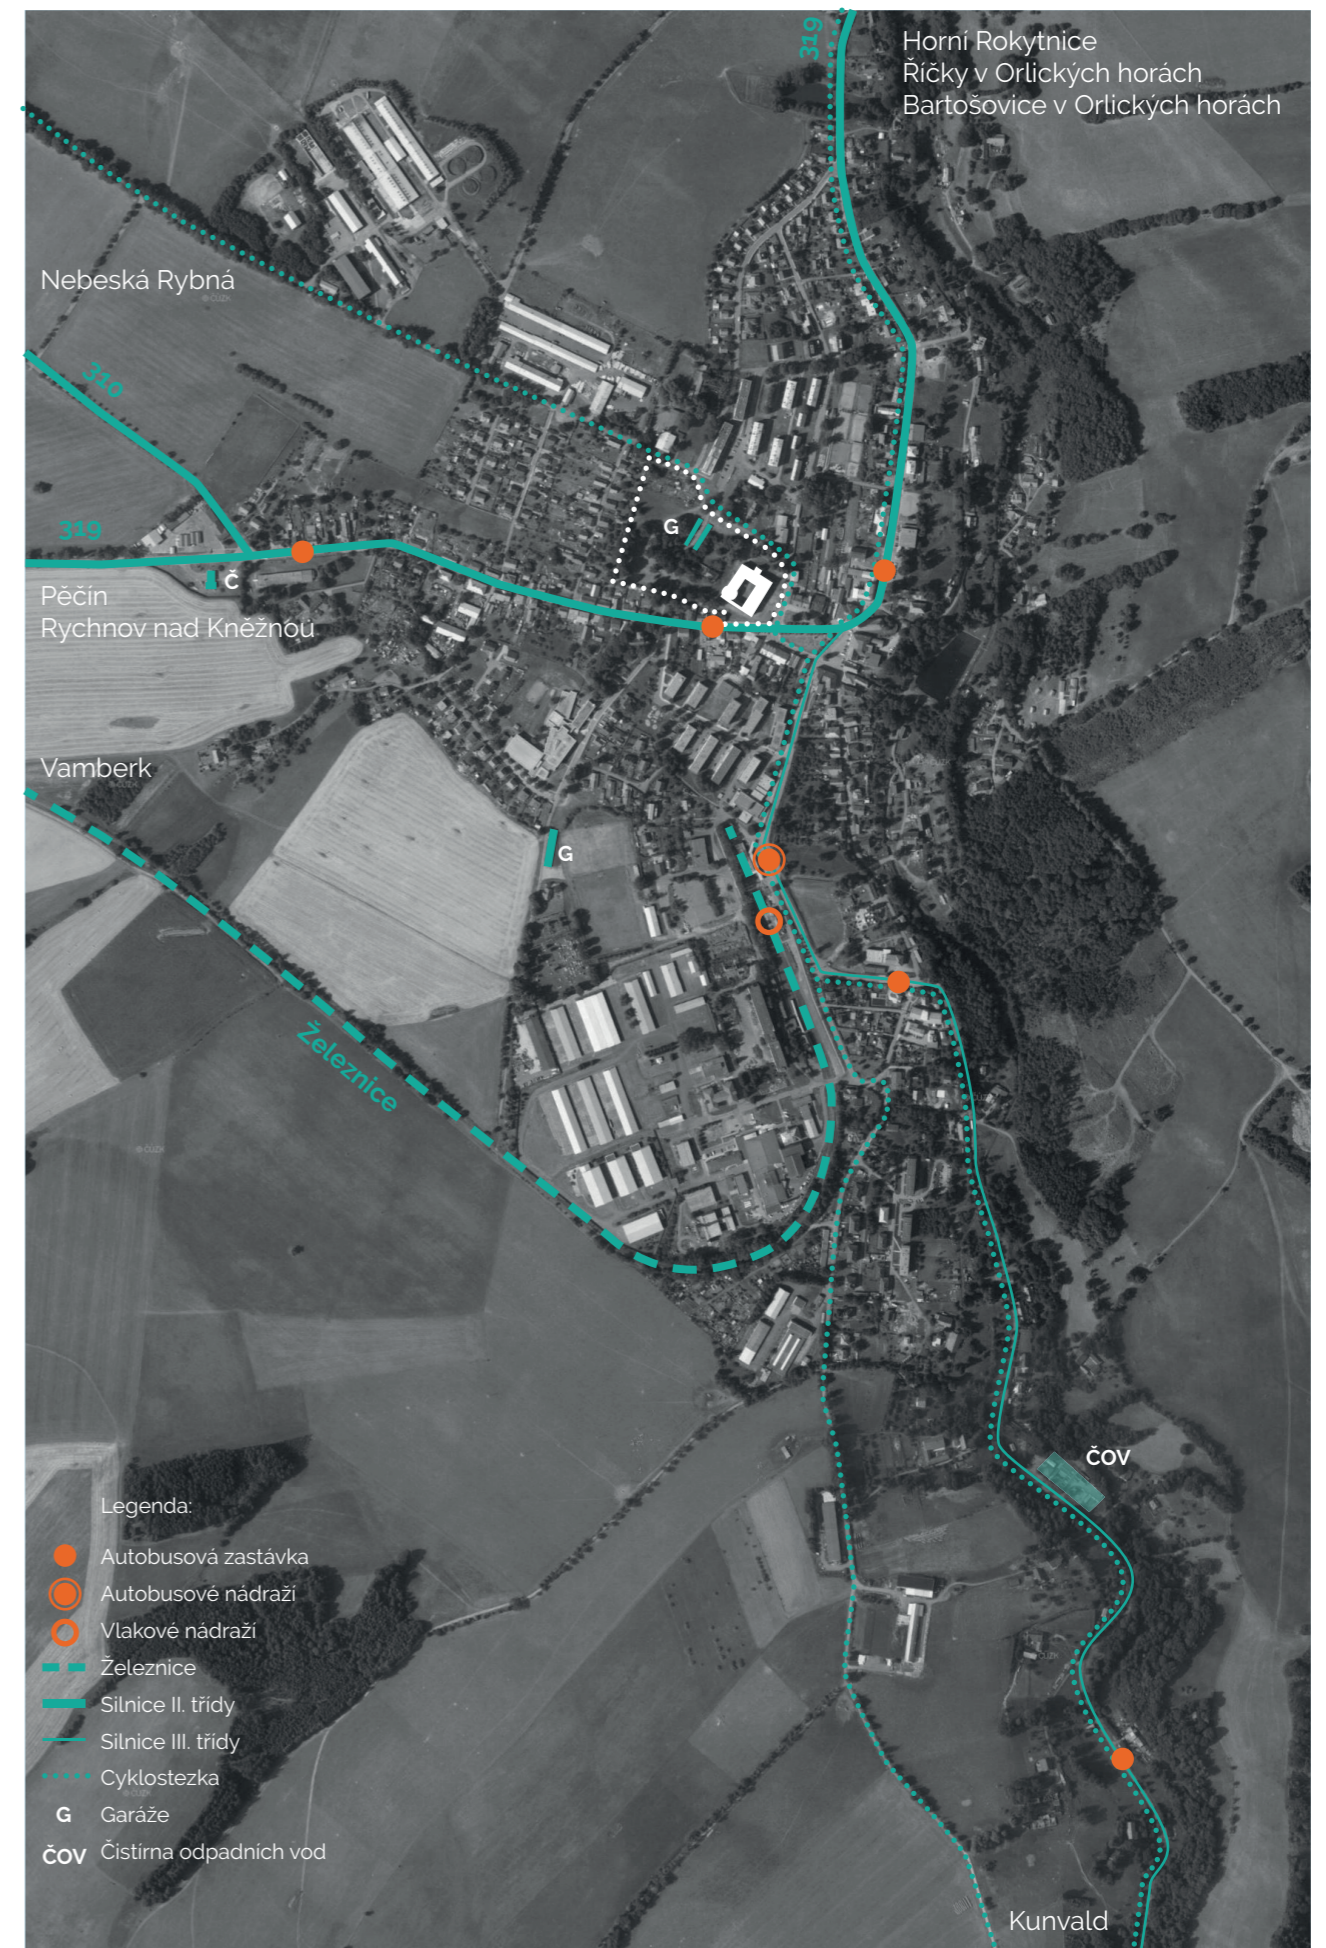 319
Horní Rokytnice
Říčky v Orlických horách
Bartošovice v Orlických horách
Nebeská Rybná
© ČÚZK
310
319
G
Č
Pěčín
Rychnov nad Kněžnou
Vamberk
G
Železnice
© ČÚZK
ČOV
Legenda:
Autobusová zastávka
Autobusové nádraží
Vlakové nádraží
Železnice
Silnice II. třídy
Silnice III. třídy
Cyklostezka
G Garáže
ČOV Čistírna odpadních vod
Kunvald